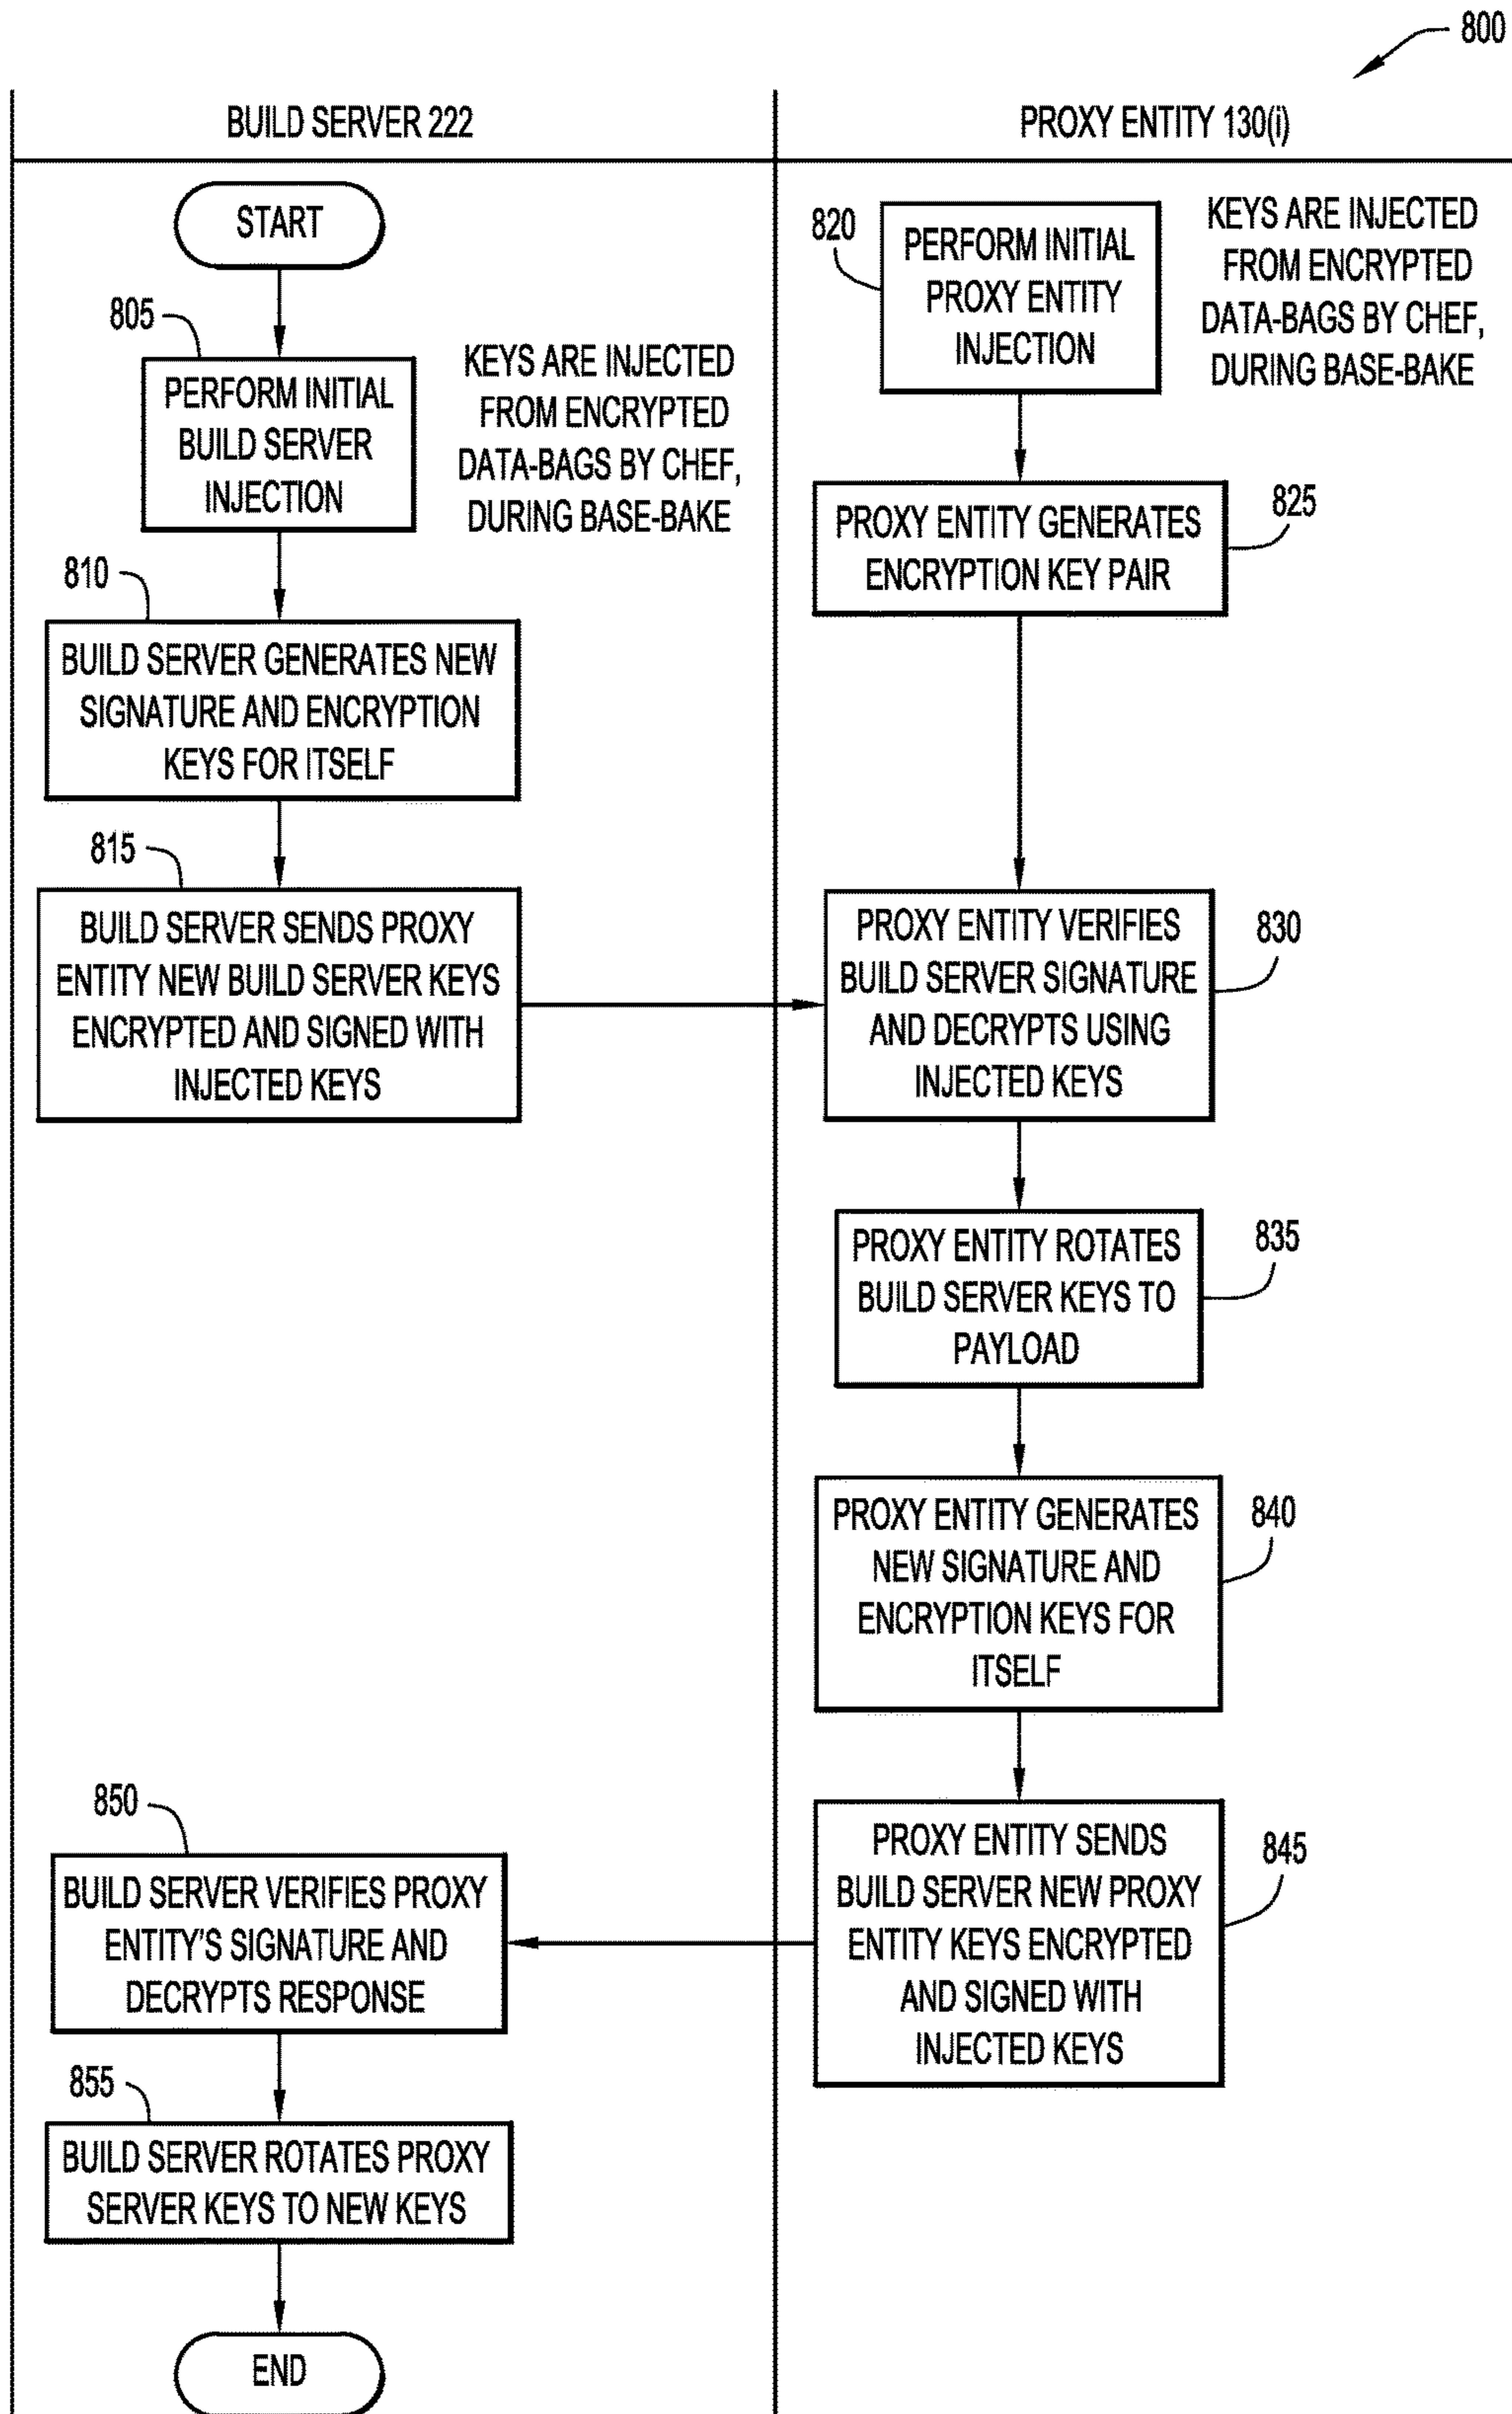 800
BUILD SERVER 222
PROXY ENTITY 130(i)
START
805
PERFORM INITIAL
BUILD SERVER
INJECTION
KEYS ARE INJECTED
FROM ENCRYPTED
DATA-BAGS BY CHEF,
DURING BASE-BAKE
810
BUILD SERVER GENERATES NEW
SIGNATURE AND ENCRYPTION
KEYS FOR ITSELF
815
BUILD SERVER SENDS PROXY
ENTITY NEW BUILD SERVER KEYS
ENCRYPTED AND SIGNED WITH
INJECTED KEYS
820
PERFORM INITIAL
PROXY ENTITY
INJECTION
KEYS ARE INJECTED
FROM ENCRYPTED
DATA-BAGS BY CHEF,
DURING BASE-BAKE
PROXY ENTITY GENERATES
ENCRYPTION KEY PAIR
825
PROXY ENTITY VERIFIES
BUILD SERVER SIGNATURE
AND DECRYPTS USING
INJECTED KEYS
830
PROXY ENTITY ROTATES
BUILD SERVER KEYS TO
PAYLOAD
835
PROXY ENTITY GENERATES
NEW SIGNATURE AND
ENCRYPTION KEYS FOR
ITSELF
840
PROXY ENTITY SENDS
BUILD SERVER NEW PROXY
ENTITY KEYS ENCRYPTED
AND SIGNED WITH
INJECTED KEYS
845
850
BUILD SERVER VERIFIES PROXY
ENTITY'S SIGNATURE AND
DECRYPTS RESPONSE
855
BUILD SERVER ROTATES PROXY
SERVER KEYS TO NEW KEYS
END